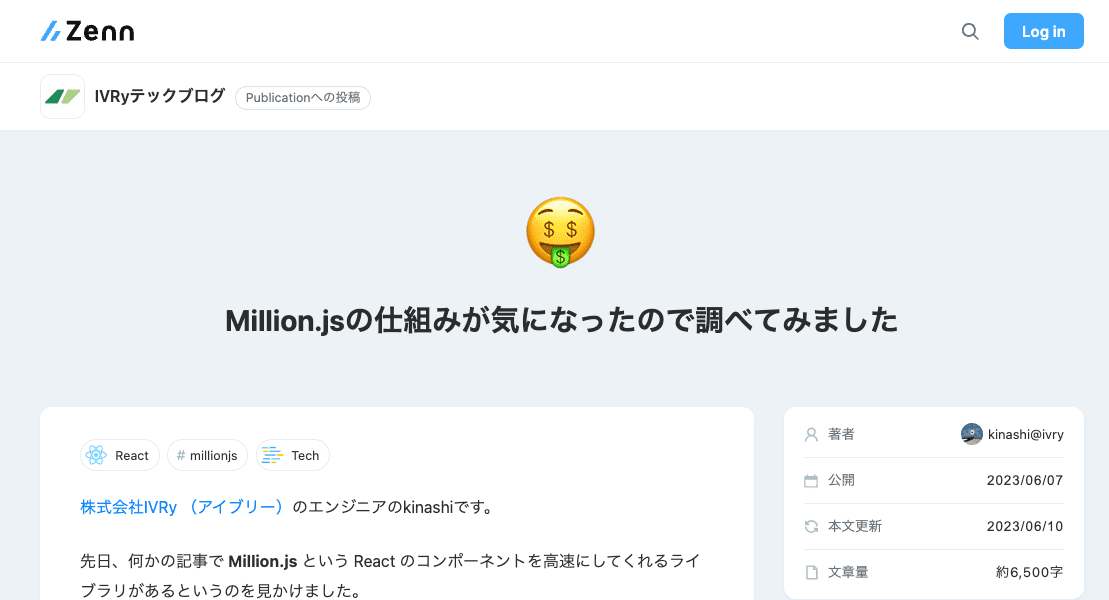 Zenn
Log in
IVRyテックブログ
Publicationへの投稿
$ $
$
Million.jsの仕組みが気になったので調べてみました
React
# millionjs
Tech
株式会社IVRy （アイブリー）のエンジニアのkinashiです。
先日、何かの記事で Million.js という React のコンポーネントを高速にしてくれるライ
ブラリがあるというのを見かけました。
著者 kinashi@ivry
公開 2023/06/07
本文更新 2023/06/10
文章量 約6,500字